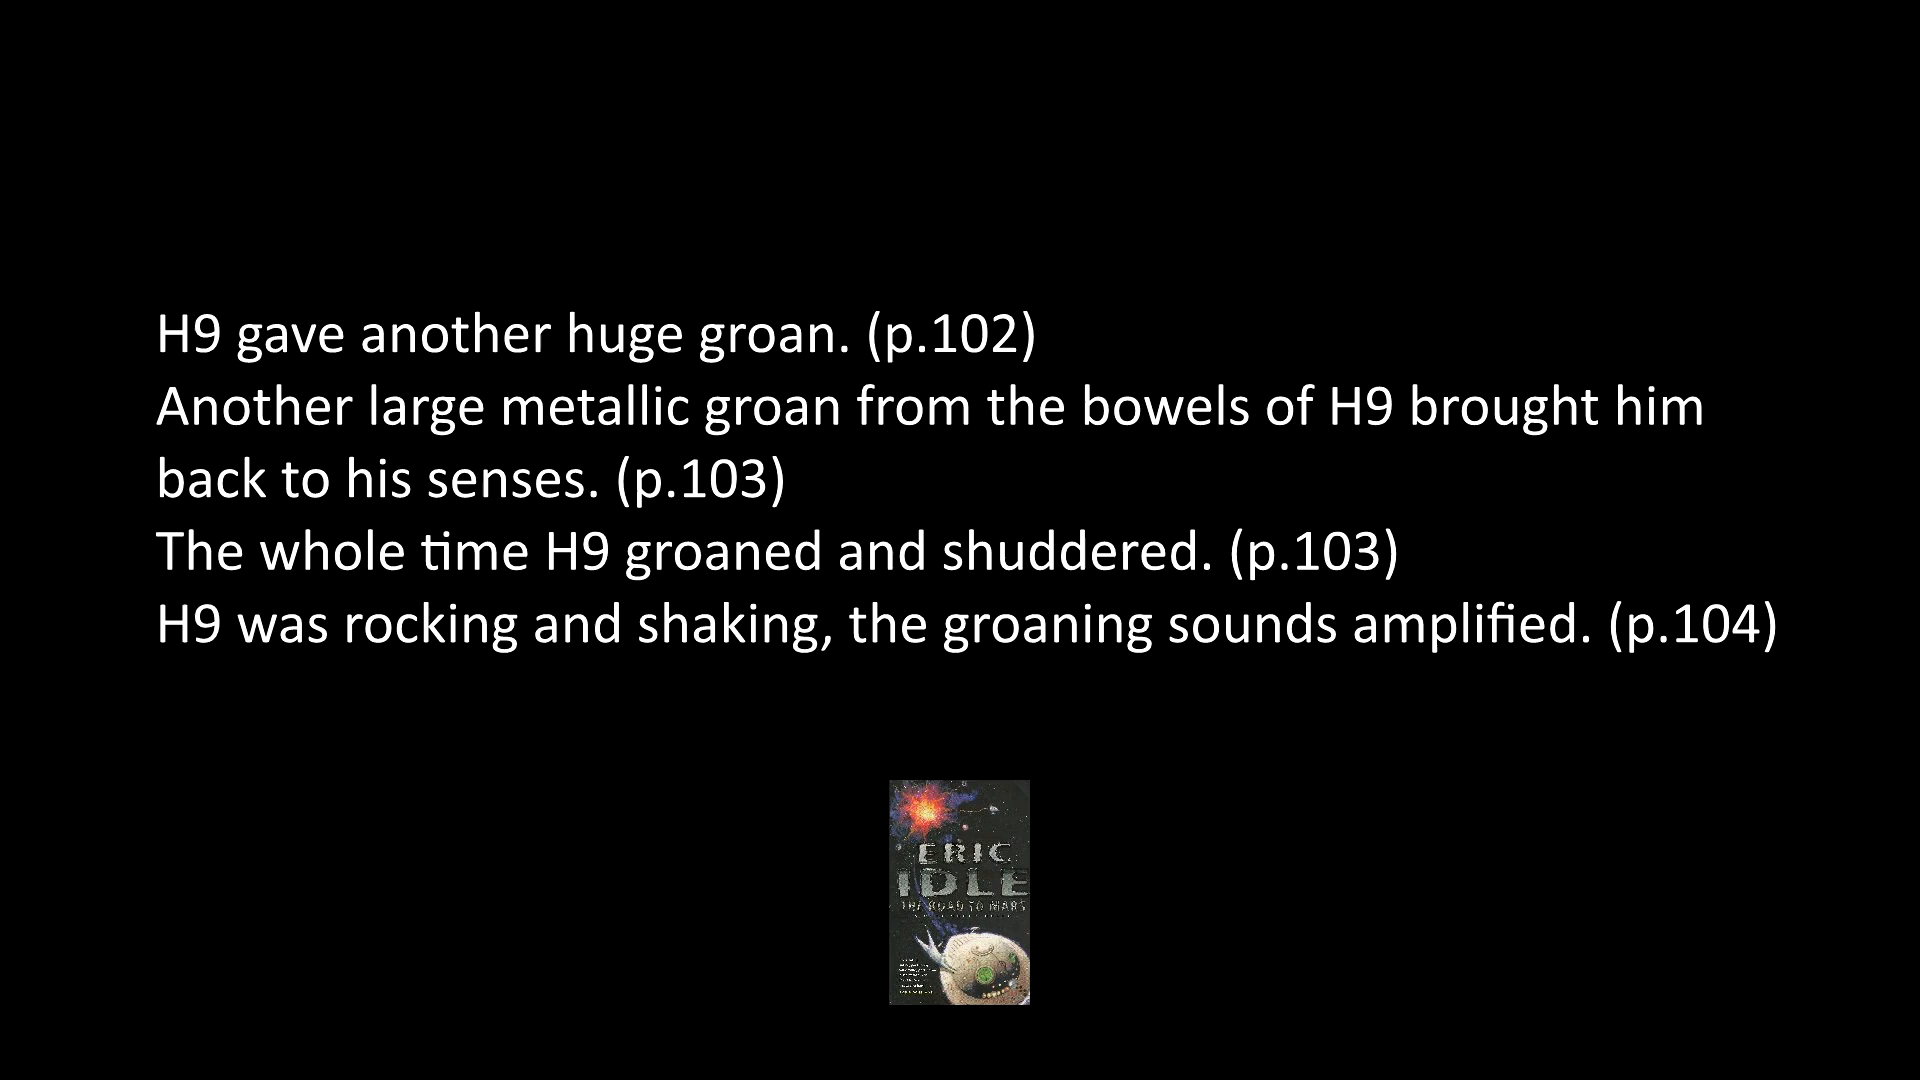 H9 gave another huge groan. (p.102)
Another large metallic groan from the bowels of H9 brought him
back to his senses. (p.103)
The whole time H9 groaned and shuddered. (p.103)
H9 was rocking and shaking, the groaning sounds amplified. (p.104)
ERIC
IDLE
THE ROAD TO MARS